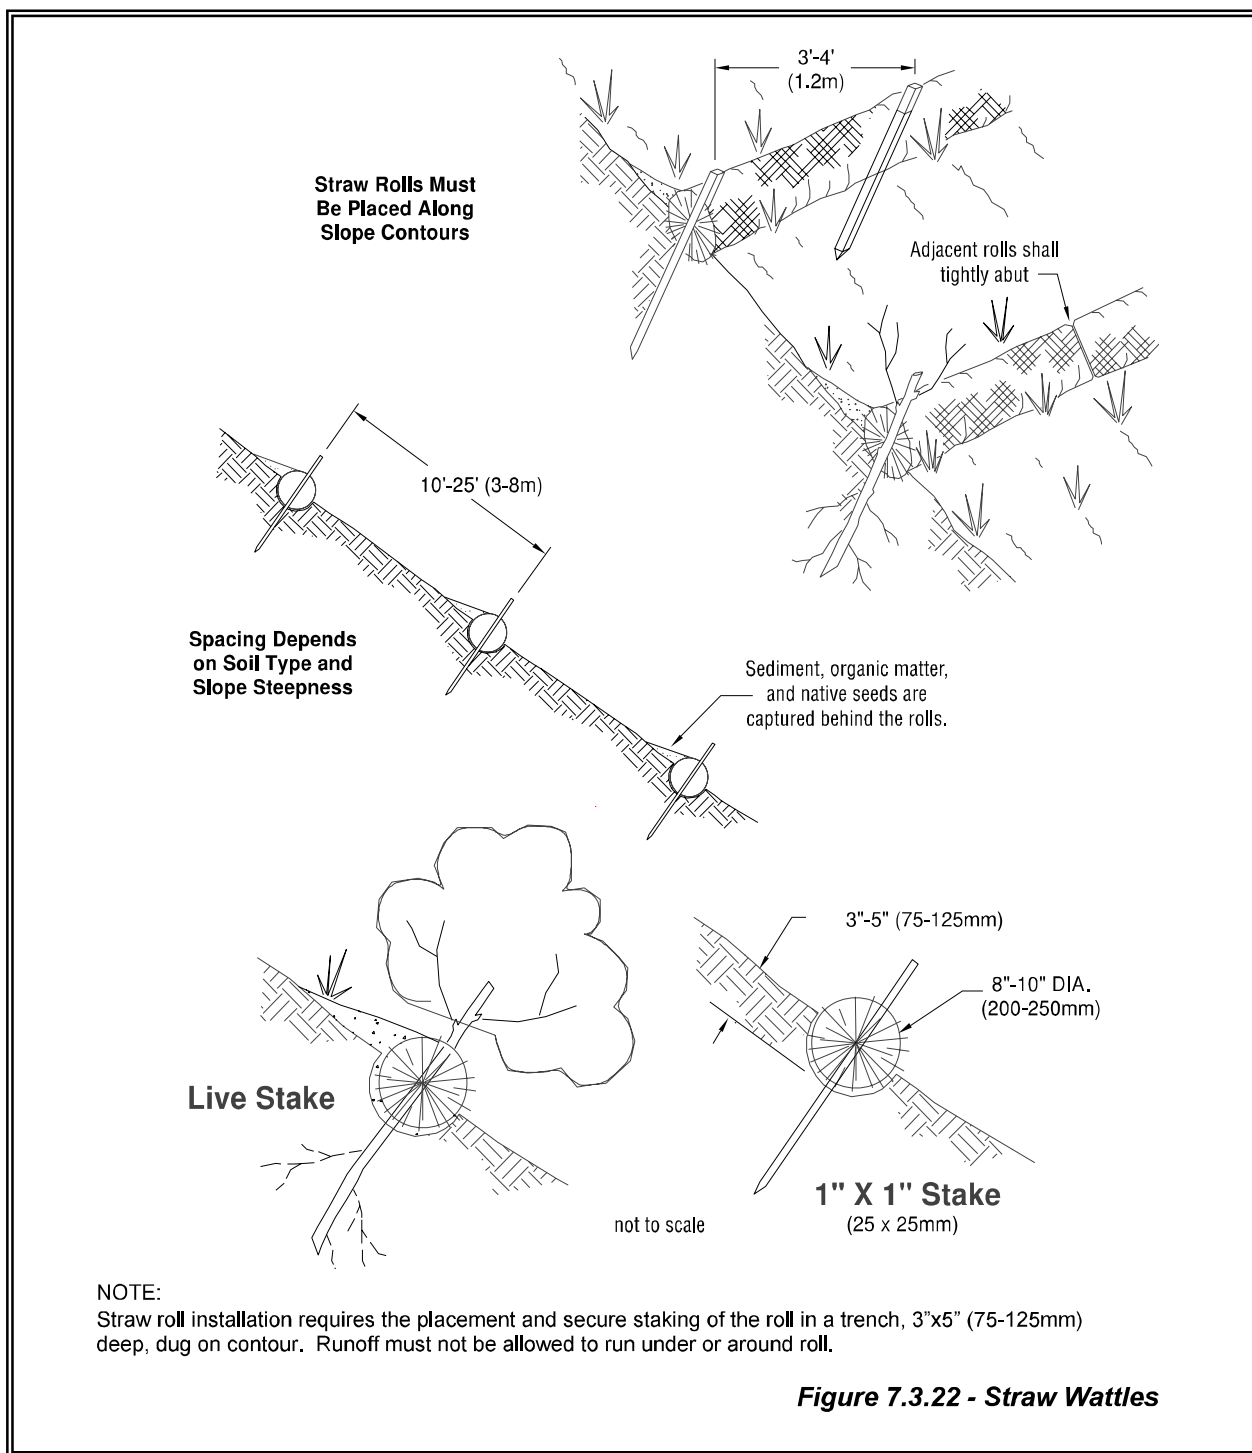 3'-4'
(1.2m)
Straw Rolls Must
Be Placed Along
Slope Contours
Adjacent rolls shall
tightly abut
10'-25' (3-8m)
Spacing Depends
on Soil Type and
Slope Steepness
Sediment, organic matter,
and native seeds are
captured behind the rolls.
3"-5" (75-125mm)
8"-10" DIA.
(200-250mm)
Live Stake
1" X 1" Stake
(25 x 25mm)
not to scale
NOTE:
Straw roll installation requires the placement and secure staking of the roll in a trench, 3”x5” (75-125mm)
deep, dug on contour. Runoff must not be allowed to run under or around roll.
Figure 7.3.22 - Straw Wattles